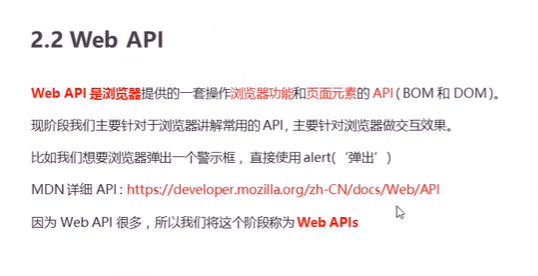 2.2 Web API
Web API 是浏览器提供的一套操作浏览器功能和页面元素的 API ( BOM 和 DOM )。
现阶段我们主要针对于浏览器讲解常用的 API , 主要针对浏览器做交互效果。
比如我们想要浏览器弹出一个警示框 , 直接使用 alert( ‘弹出’ )
MDN 详细 API : https://developer.mozilla.org/zh-CN/docs/Web/API
因为 Web API 很多 , 所以我们将这个阶段称为 Web APIs